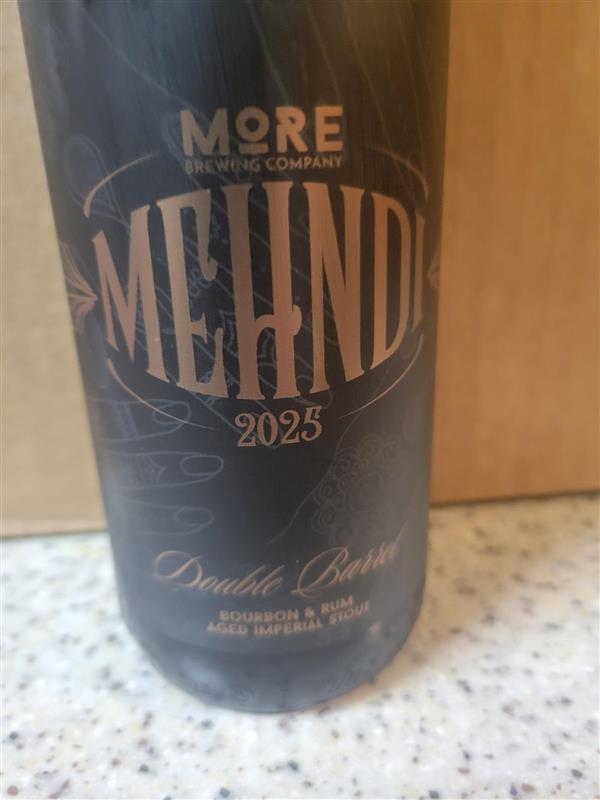 MORE
BREWING COMPANY
MEHNDI
2025
Double Barrel
BOURBON & RUM
AGED IMPERIAL STOUT